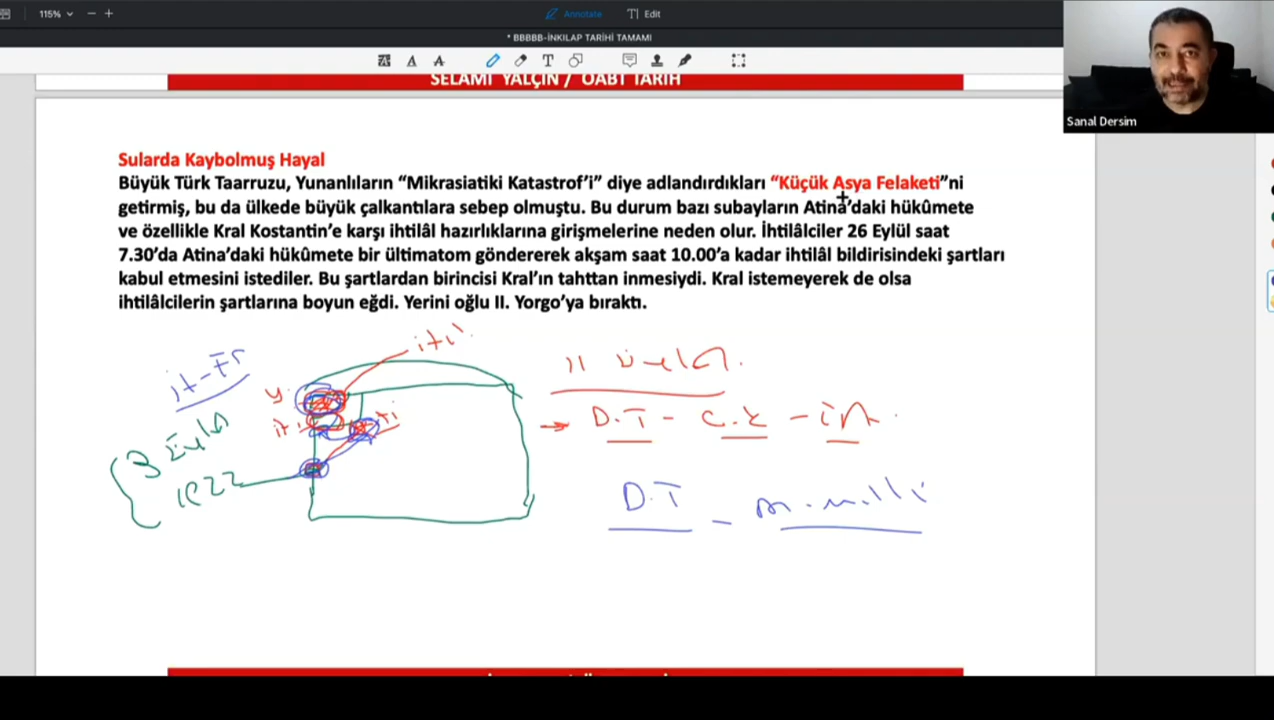 115%
Annotate
Edit
* BBBBB-İNKILAP TARİHİ TAMAMI
SELAMİ YALÇIN / ÖABT TARİH
Sanal Dersim
Sularda Kaybolmuş Hayal
Büyük Türk Taarruzu, Yunanlıların “Mikrasiatiki Katastrof’i” diye adlandırdıkları “Küçük Asya Felaketi”ni
getirmiş, bu da ülkede büyük çalkantılara sebep olmuştu. Bu durum bazı subayların Atina’daki hükûmete
ve özellikle Kral Kostantin’e karşı ihtilâl hazırlıklarına girişmelerine neden olur. İhtilâlciler 26 Eylül saat
7.30’da Atina’daki hükûmete bir ültimatom göndererek akşam saat 10.00’a kadar ihtilâl bildirisindeki şartları
kabul etmesini istediler. Bu şartlardan birincisi Kral’ın tahttan inmesiydi. Kral istemeyerek de olsa
ihtilâlcilerin şartlarına boyun eğdi. Yerini oğlu II. Yorgo’ya bıraktı.
it-Fr
iti
D.T
D.T